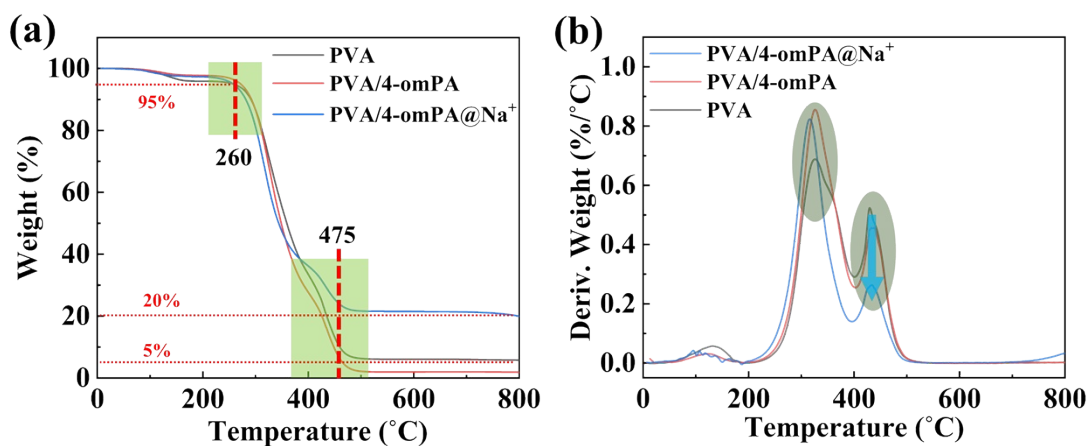 (a)
PVA
PVA/4-omPA
PVA/4-omPA@Na⁺
95%
260
475
20%
5%
100
80
60
40
20
0
Weight (%)
0 200 400 600 800
Temperature (˚C)
(b)
PVA/4-omPA@Na⁺
PVA/4-omPA
PVA
1.0
0.8
0.6
0.4
0.2
0.0
Deriv. Weight (%/˚C)
0 200 400 600 800
Temperature (˚C)